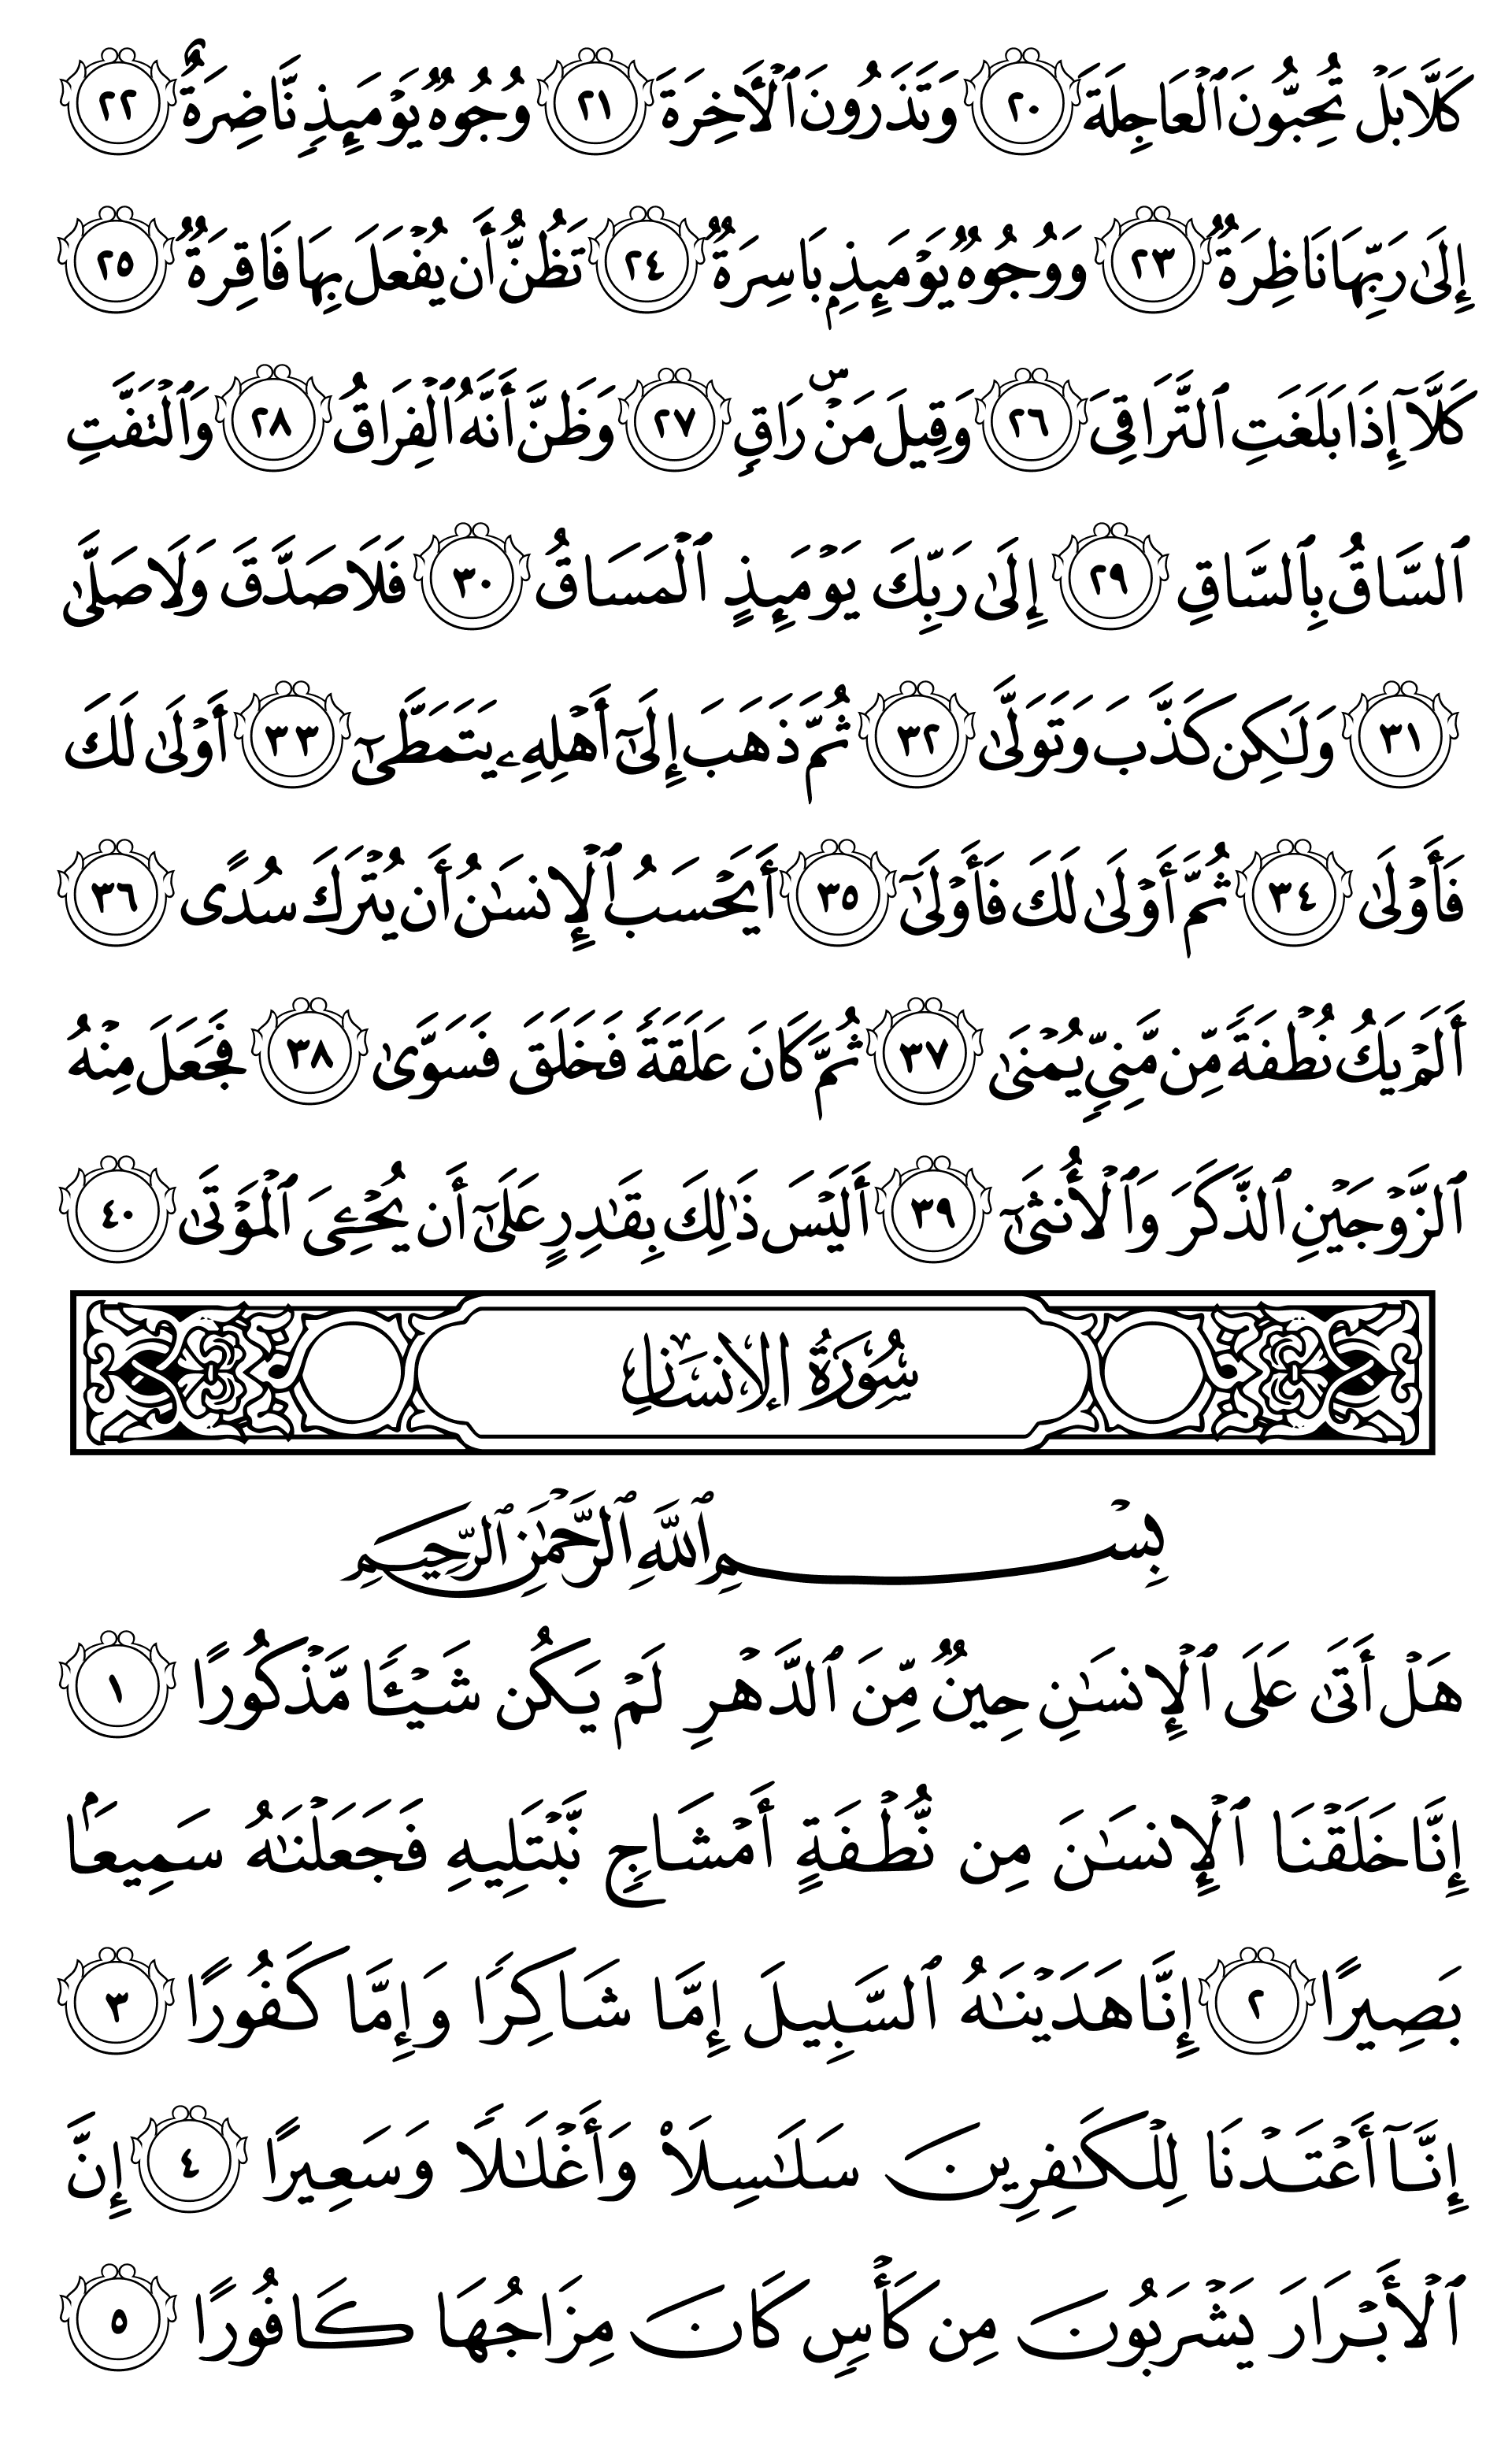 كَلَّا بَلۡ تُحِبُّونَ ٱلۡعَاجِلَةَ ٢٠ وَتَذَرُونَ ٱلۡأٓخِرَةَ ٢١ وُجُوهٞ يَوۡمَئِذٖ نَّاضِرَةٌ ٢٢
إِلَىٰ رَبِّهَا نَاظِرَةٞ ٢٣ وَوُجُوهٞ يَوۡمَئِذِۭ بَاسِرَةٞ ٢٤ تَظُنُّ أَن يُفۡعَلَ بِهَا فَاقِرَةٞ ٢٥
كَلَّآ إِذَا بَلَغَتِ ٱلتَّرَاقِيَ ٢٦ وَقِيلَ مَنۡۜ رَاقٖ ٢٧ وَظَنَّ أَنَّهُ ٱلۡفِرَاقُ ٢٨ وَٱلۡتَفَّتِ
ٱلسَّاقُ بِٱلسَّاقِ ٢٩ إِلَىٰ رَبِّكَ يَوۡمَئِذٍ ٱلۡمَسَاقُ ٣٠ فَلَا صَدَّقَ وَلَا صَلَّىٰ
٣١ وَلَٰكِن كَذَّبَ وَتَوَلَّىٰ ٣٢ ثُمَّ ذَهَبَ إِلَىٰٓ أَهۡلِهِۦ يَتَمَطَّىٰٓ ٣٣ أَوۡلَىٰ لَكَ
فَأَوۡلَىٰ ٣٤ ثُمَّ أَوۡلَىٰ لَكَ فَأَوۡلَىٰٓ ٣٥ أَيَحۡسَبُ ٱلۡإِنسَٰنُ أَن يُتۡرَكَ سُدًى ٣٦
أَلَمۡ يَكُ نُطۡفَةٗ مِّن مَّنِيّٖ يُمۡنَىٰ ٣٧ ثُمَّ كَانَ عَلَقَةٗ فَخَلَقَ فَسَوَّىٰ ٣٨ فَجَعَلَ مِنۡهُ
ٱلزَّوۡجَيۡنِ ٱلذَّكَرَ وَٱلۡأُنثَىٰٓ ٣٩ أَلَيۡسَ ذَٰلِكَ بِقَٰدِرٍ عَلَىٰٓ أَن يُحۡـِۧيَ ٱلۡمَوۡتَىٰ ٤٠
سُورَةُ الإِنسَانِ
بِسۡمِ ٱللَّهِ ٱلرَّحۡمَٰنِ ٱلرَّحِيمِ
هَلۡ أَتَىٰ عَلَى ٱلۡإِنسَٰنِ حِينٞ مِّنَ ٱلدَّهۡرِ لَمۡ يَكُن شَيۡـٔٗا مَّذۡكُورًا ١
إِنَّا خَلَقۡنَا ٱلۡإِنسَٰنَ مِن نُّطۡفَةٍ أَمۡشَاجٖ نَّبۡتَلِيهِ فَجَعَلۡنَٰهُ سَمِيعَۢا
بَصِيرًا ٢ إِنَّا هَدَيۡنَٰهُ ٱلسَّبِيلَ إِمَّا شَاكِرٗا وَإِمَّا كَفُورًا ٣
إِنَّآ أَعۡتَدۡنَا لِلۡكَٰفِرِينَ سَلَٰسِلَاْ وَأَغۡلَٰلٗا وَسَعِيرًا ٤ إِنَّ
ٱلۡأَبۡرَارَ يَشۡرَبُونَ مِن كَأۡسٖ كَانَ مِزَاجُهَا كَافُورًا ٥